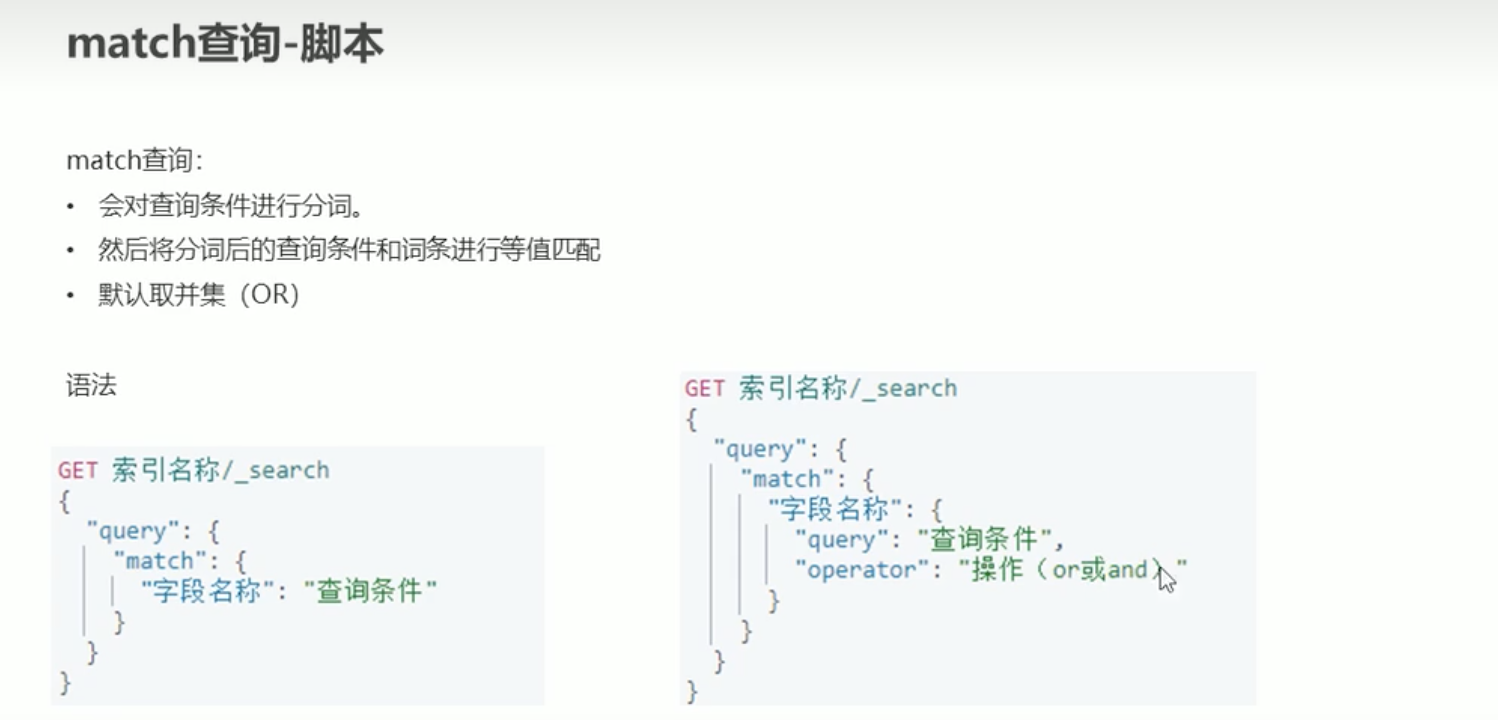 match查询-脚本
match查询：
• 会对查询条件进行分词。
• 然后将分词后的查询条件和词条进行等值匹配
• 默认取并集（OR）
语法
GET 索引名称/_search
{
  "query": {
    "match": {
      "字段名称": "查询条件"
    }
  }
}
GET 索引名称/_search
{
  "query": {
    "match": {
      "字段名称": {
        "query": "查询条件",
        "operator": "操作（or或and）"
      }
    }
  }
}